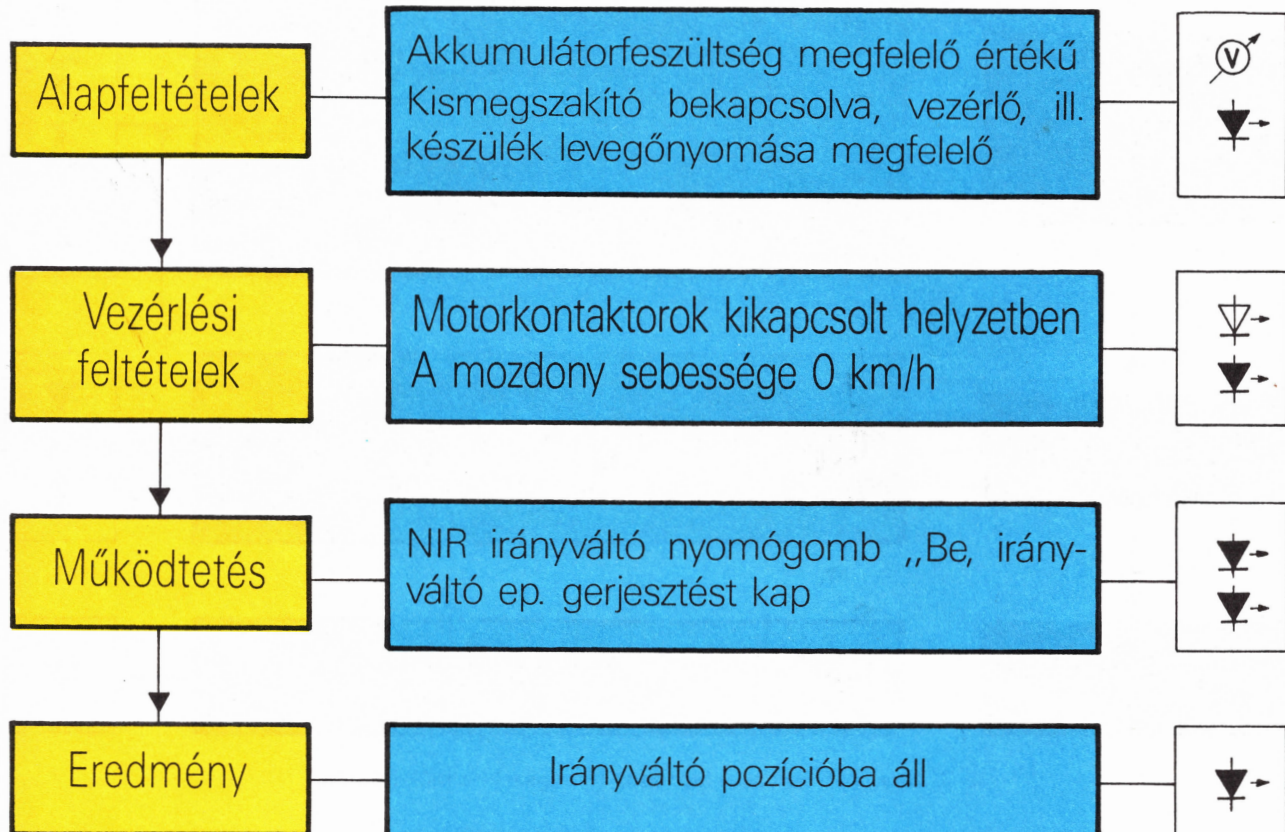 Alapfeltételek
Akkumulátorfeszültség megfelelő értékű
Kismegszakító bekapcsolva, vezérlő, ill.
készülék levegőnyomása megfelelő
V
Vezérlési
feltételek
Motorkontaktorok kikapcsolt helyzetben
A mozdony sebessége 0 km/h
Működtetés
NIR irányváltó nyomógomb „Be, irány-
váltó ep. gerjesztést kap
Eredmény
Irányváltó pozícióba áll